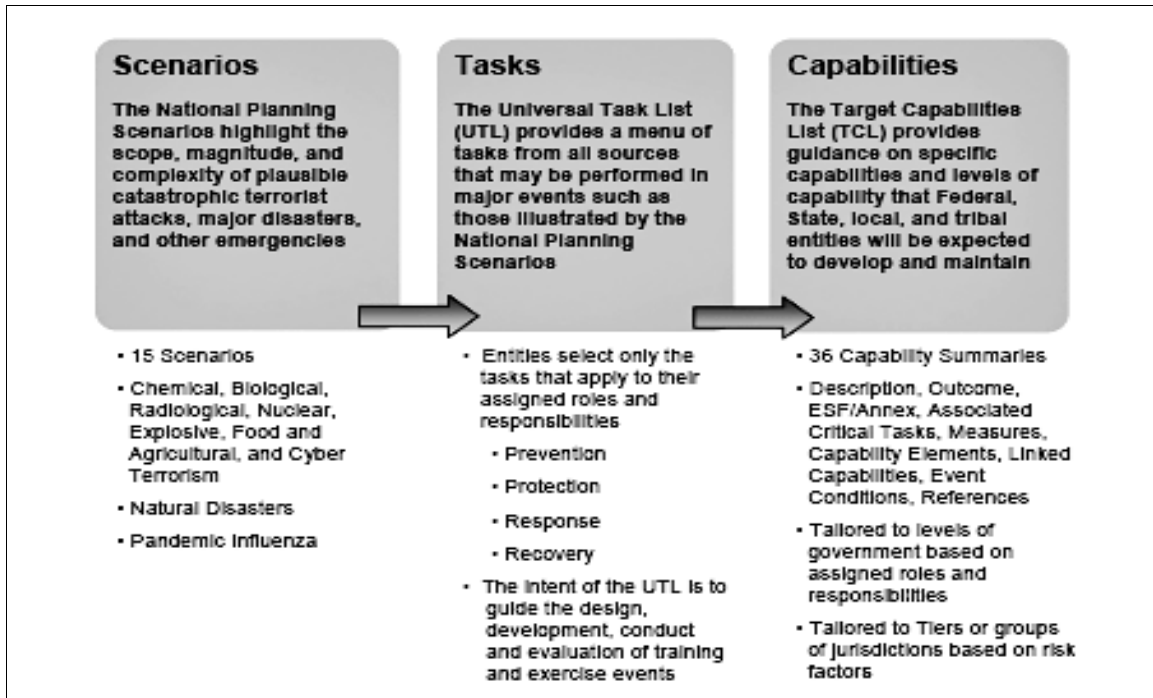 Scenarios
The National Planning
Scenarios highlight the
scope, magnitude, and
complexity of plausible
catastrophic terrorist
attacks, major disasters,
and other emergencies
• 15 Scenarios
• Chemical, Biological,
Radiological, Nuclear,
Explosive, Food and
Agricultural, and Cyber
Terrorism
• Natural Disasters
• Pandemic Influenza
Tasks
The Universal Task List
(UTL) provides a menu of
tasks from all sources
that may be performed in
major events such as
those illustrated by the
National Planning
Scenarios
• Entities select only the
tasks that apply to their
assigned roles and
responsibilities
• Prevention
• Protection
• Response
• Recovery
• The intent of the UTL is to
guide the design,
development, conduct
and evaluation of training
and exercise events
Capabilities
The Target Capabilities
List (TCL) provides
guidance on specific
capabilities and levels of
capability that Federal,
State, local, and tribal
entities will be expected
to develop and maintain
• 36 Capability Summaries
• Description, Outcome,
ESF/Annex, Associated
Critical Tasks, Measures,
Capability Elements, Linked
Capabilities, Event
Conditions, References
• Tailored to levels of
government based on
assigned roles and
responsibilities
• Tailored to Tiers or groups
of jurisdictions based on risk
factors